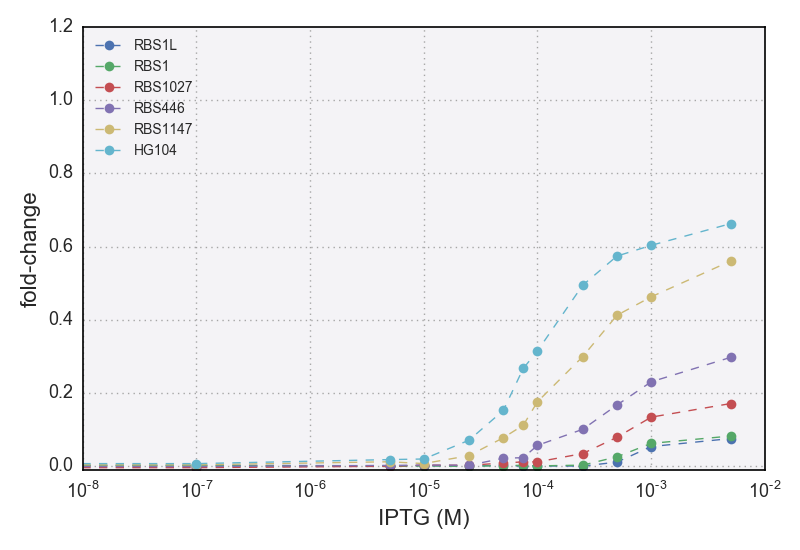 1.2
1.0
0.8
0.6
0.4
0.2
0.0
fold-change
RBS1L
RBS1
RBS1027
RBS446
RBS1147
HG104
10-8 10-7 10-6 10-5 10-4 10-3 10-2
IPTG (M)